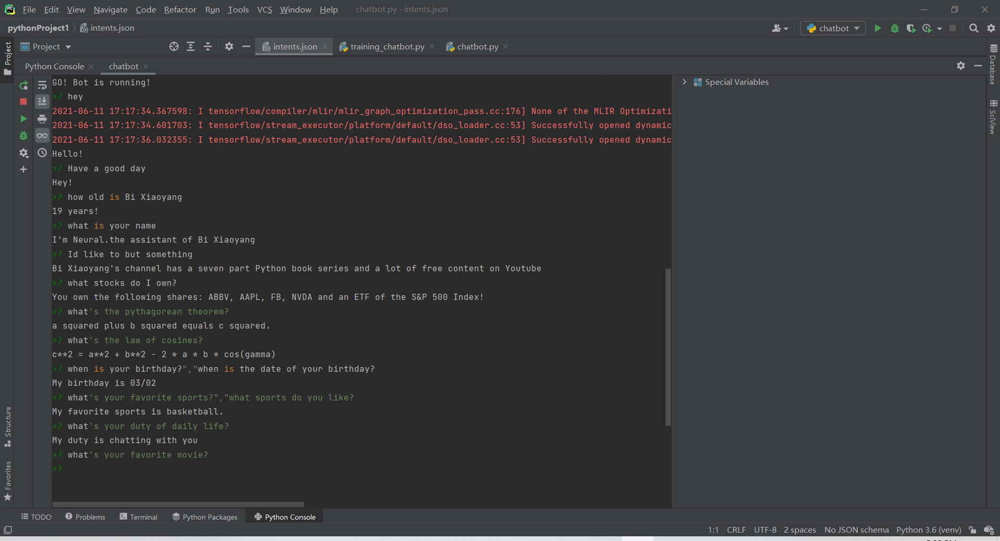 PC File Edit View Navigate Code Refactor Run Tools VCS Window Help chatbot.py - intents.json
pythonProject1 intents.json chatbot
Project intents.json training_chatbot.py chatbot.py
Project
Python Console chatbot
Database
SciView
GO! Bot is running!
Special Variables
>? hey
2021-06-11 17:17:34.367598: I tensorflow/compiler/mlir/mlir_graph_optimization_pass.cc:176] None of the MLIR Optimizati
2021-06-11 17:17:34.601703: I tensorflow/stream_executor/platform/default/dso_loader.cc:53] Successfully opened dynamic
2021-06-11 17:17:36.032355: I tensorflow/stream_executor/platform/default/dso_loader.cc:53] Successfully opened dynamic
Hello!
>? Have a good day
Hey!
>? how old is Bi Xiaoyang
19 years!
>? what is your name
I'm Neural.the assistant of Bi Xiaoyang
>? Id like to but something
Bi Xiaoyang's channel has a seven part Python book series and a lot of free content on Youtube
>? what stocks do I own?
You own the following shares: ABBV, AAPL, FB, NVDA and an ETF of the S&P 500 Index!
>? what's the pythagorean theorem?
a squared plus b squared equals c squared.
>? what's the law of cosines?
c**2 = a**2 + b**2 - 2 * a * b * cos(gamma)
>? when is your birthday?","when is the date of your birthday?
My birthday is 03/02
>? what's your favorite sports?","what sports do you like?
My favorite sports is basketball.
>? what's your duty of daily life?
My duty is chatting with you
>? what's your favorite movie?
>?
Structure
Favorites
TODO Problems Terminal Python Packages Python Console
1:1 CRLF UTF-8 2 spaces No JSON schema Python 3.6 (venv)